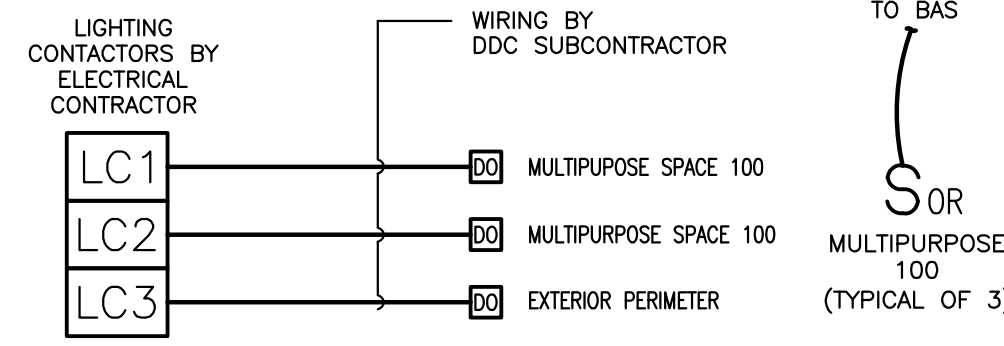 LIGHTING
CONTACTORS BY
ELECTRICAL
CONTRACTOR
WIRING BY
DDC SUBCONTRACTOR
TO BAS
LC1
DO
MULTIPUPOSE SPACE 100
LC2
DO
MULTIPURPOSE SPACE 100
LC3
DO
EXTERIOR PERIMETER
SOR
MULTIPURPOSE
100
(TYPICAL OF 3)